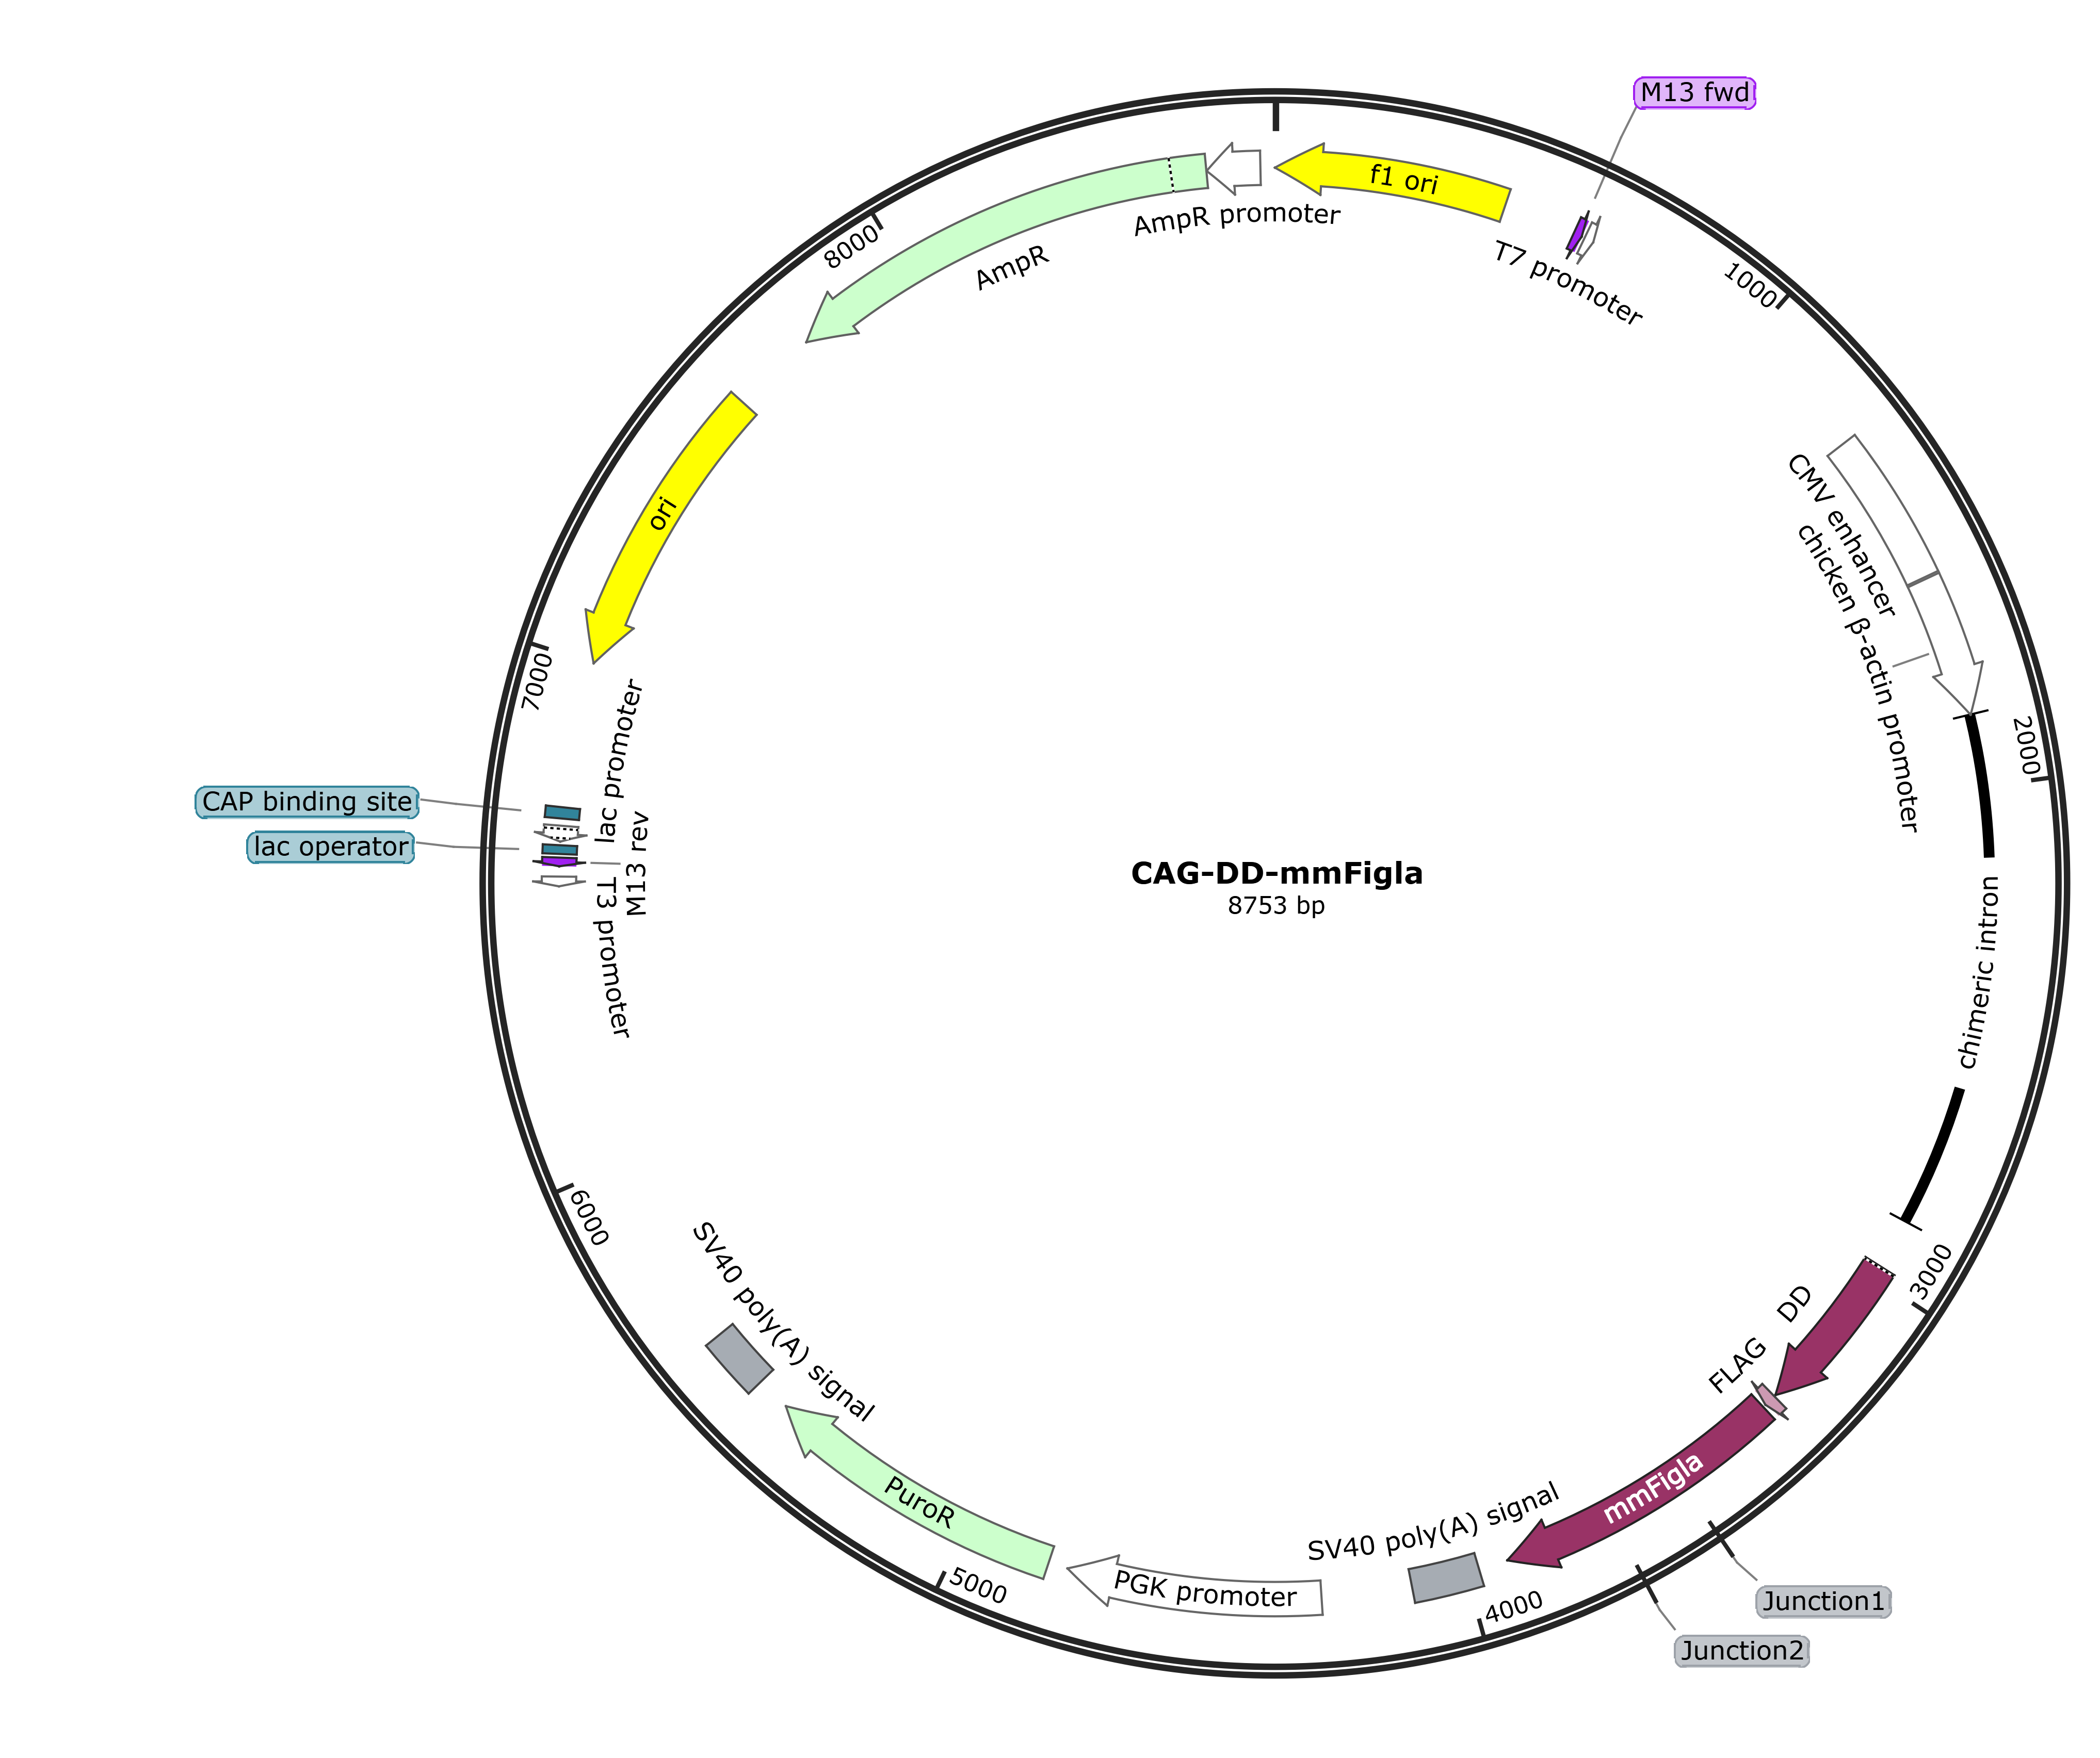 M13 fwd
f1 ori
AmpR promoter
AmpR
T7 promoter
8000
1000
CMV enhancer
chicken β-actin promoter
ori
7000
2000
lac promoter
CAP binding site
lac operator
M13 rev
T3 promoter
CAG-DD-mmFigla
8753 bp
chimeric intron
6000
3000
SV40 poly(A) signal
DD
FLAG
mmFigla
PuroR
SV40 poly(A) signal
PGK promoter
5000
4000
Junction1
Junction2